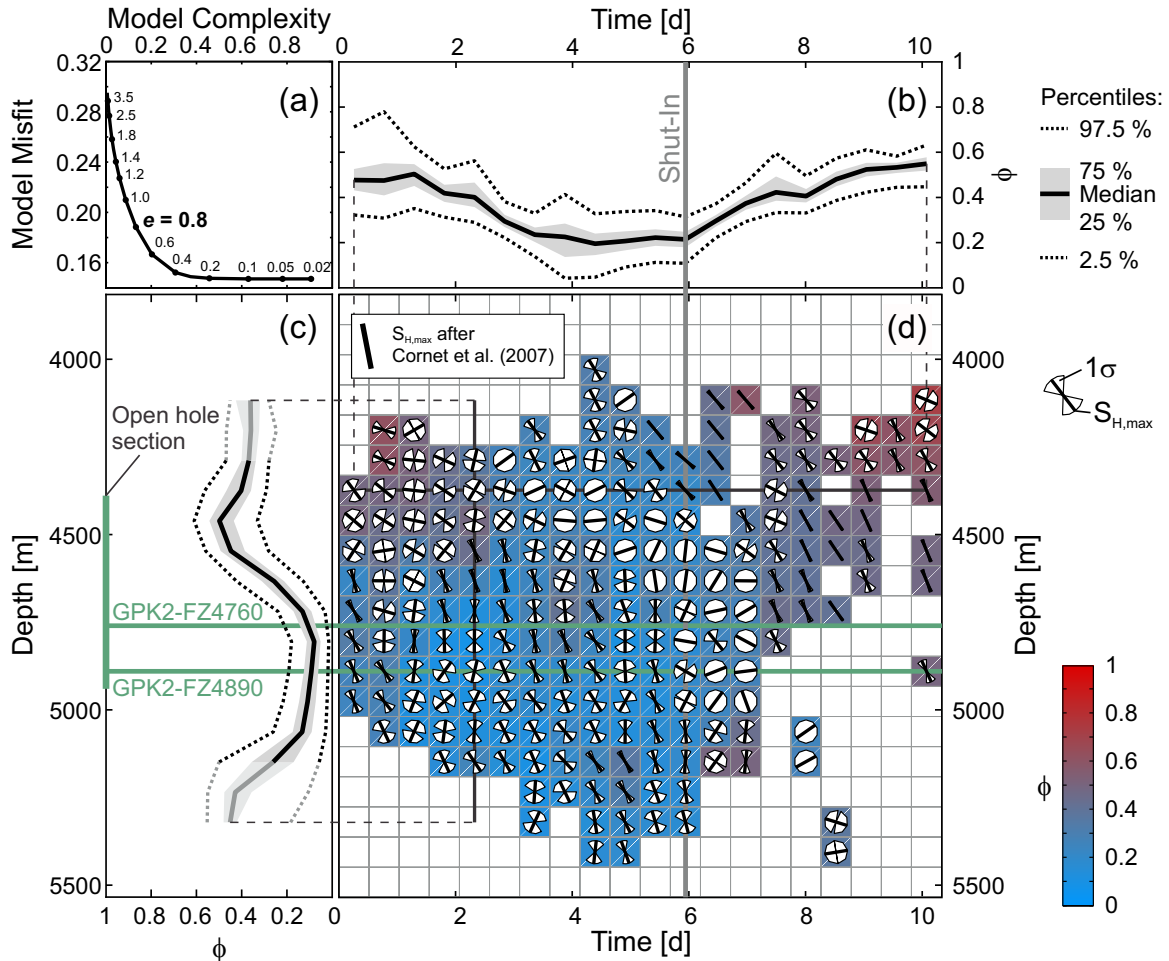 Model Complexity
0 0.2 0.4 0.6 0.8
Time [d]
0 2 4 6 8 10
0.32
0.28
0.24
0.20
0.16
Model Misfit
(a)
3.5
2.5
1.8
1.4
1.2
1.0
e = 0.8
0.6
0.4
0.2
0.1
0.05
0.02
(b)
Shut-In
1
0.8
0.6
0.4
0.2
0
ϕ
Percentiles:
97.5 %
75 %
Median
25 %
2.5 %
(c)
Open hole
section
GPK2-FZ4760
GPK2-FZ4890
4000
4500
5000
5500
Depth [m]
1 0.8 0.6 0.4 0.2 0
ϕ
(d)
SH,max after
Cornet et al. (2007)
4000
4500
5000
5500
Depth [m]
0 2 4 6 8 10
Time [d]
1σ
SH,max
1
0.8
0.6
0.4
0.2
0
ϕ